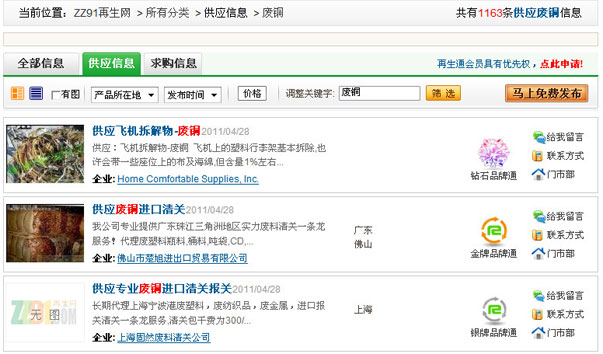 当前位置: ZZ91再生网 > 所有分类 > 供应信息 > 废铜
共有1163条供应废铜信息
全部信息 供应信息 求购信息
再生通会员具有优先权，点此申请!
有图 产品所在地 发布时间 价格 调整关键字: 废铜 筛 选 马上免费发布
供应飞机拆解物-废铜2011/04/28
供应：飞机拆解物-废铜 飞机上的塑料行李架基本拆除,也
许会带一些座位上的布及海绵,但含量1%左右...
企业: Home Comfortable Supplies, Inc.
钻石品牌通
给我留言
联系方式
门市部
供应废铜进口清关2011/04/28
我公司专业提供广东珠江三角洲地区实力废料清关一条龙
服务！代理废塑料瓶料,桶料,吨袋,CD,...
企业: 佛山市楚旭进出口贸易有限公司
广东
佛山
金牌品牌通
给我留言
联系方式
门市部
供应专业废铜进口清关报关2011/04/28
长期代理上海宁波港废塑料，废纺织品，废金属，进口报
关清关一条龙服务,清关包干费为300/...
企业: 上海固然废料清关公司
无图
上海
银牌品牌通
给我留言
联系方式
门市部